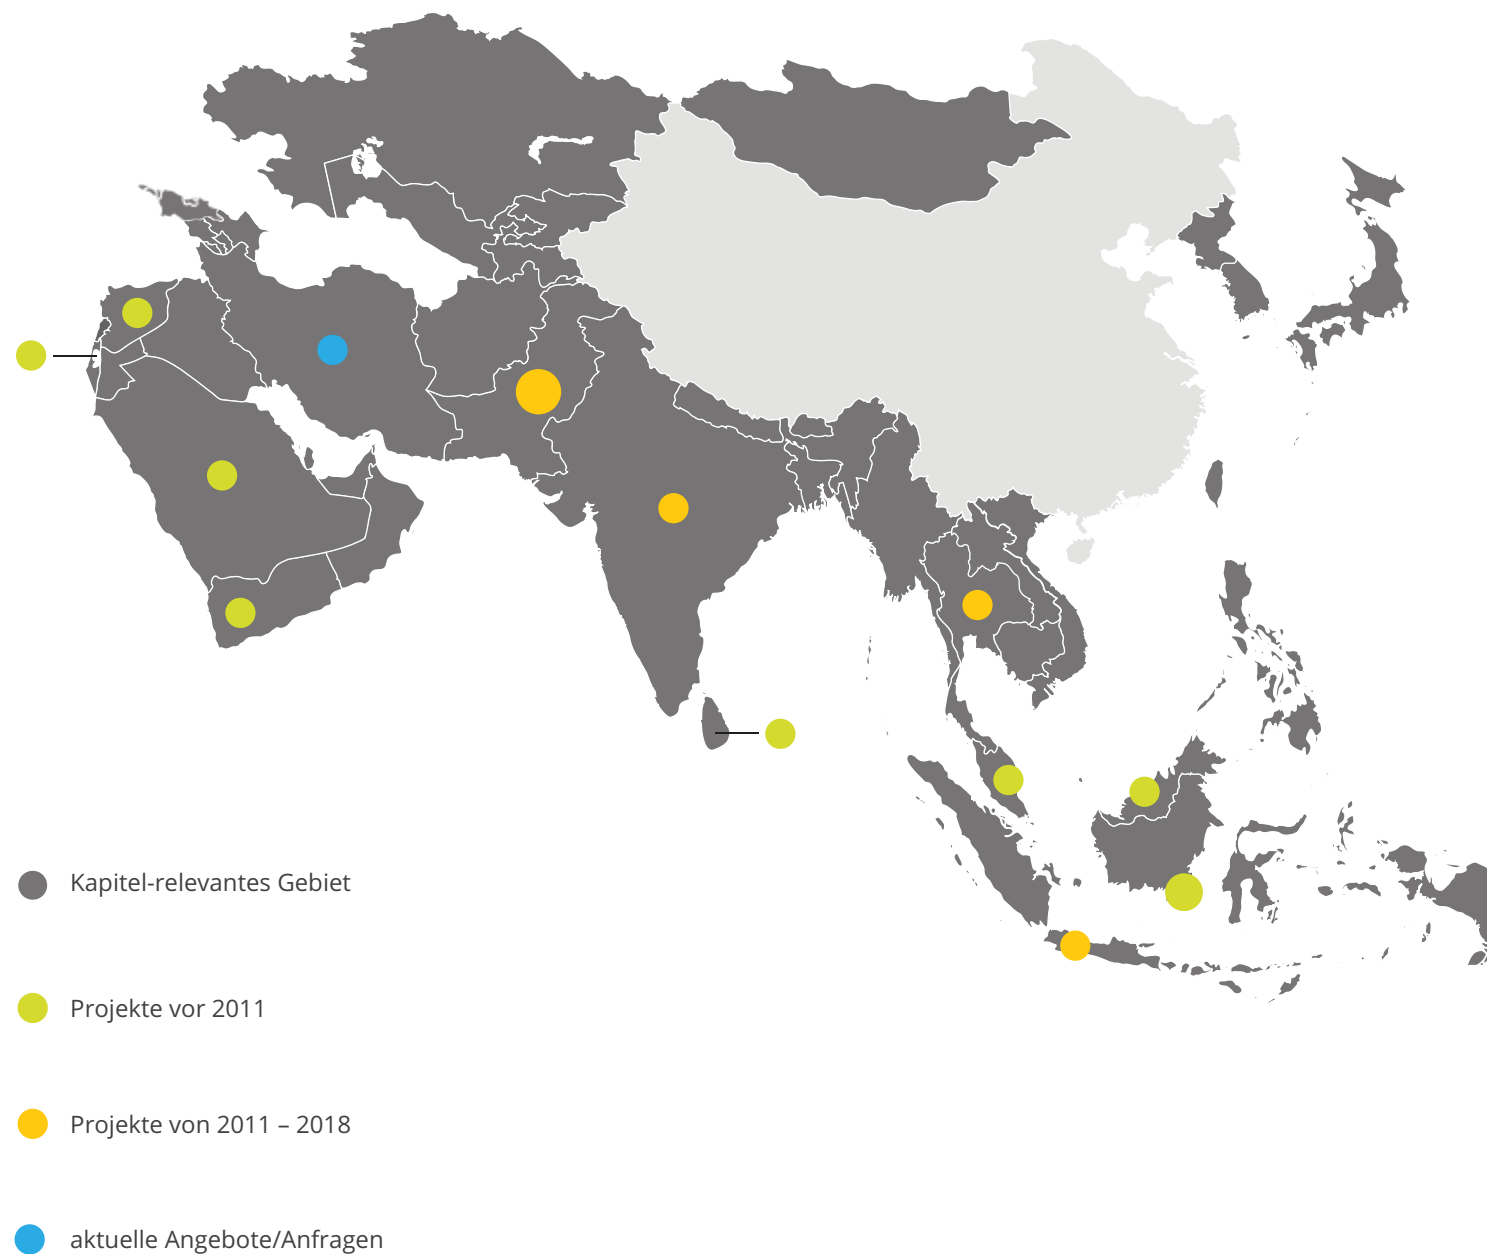 Kapitel-relevantes Gebiet
Projekte vor 2011
Projekte von 2011 – 2018
aktuelle Angebote/Anfragen